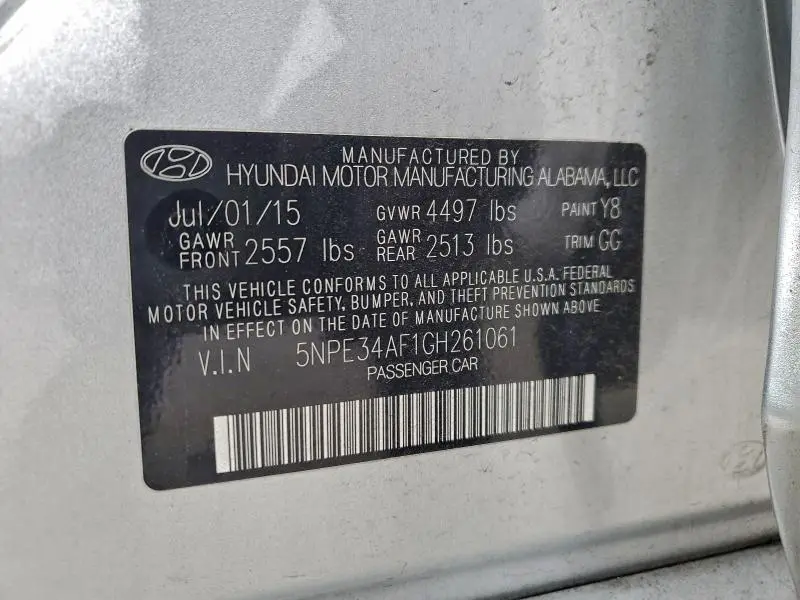 MANUFACTURED BY
HYUNDAI MOTOR MANUFACTURING ALABAMA, LLC
Jul/01/15 GVWR 4497 lbs PAINT Y8
GAWR FRONT 2557 lbs GAWR REAR 2513 lbs TRIM GG
THIS VEHICLE CONFORMS TO ALL APPLICABLE U.S.A. FEDERAL
MOTOR VEHICLE SAFETY, BUMPER, AND THEFT PREVENTION STANDARDS
IN EFFECT ON THE DATE OF MANUFACTURE SHOWN ABOVE
V.I.N 5NPE34AF1GH261061
PASSENGER CAR